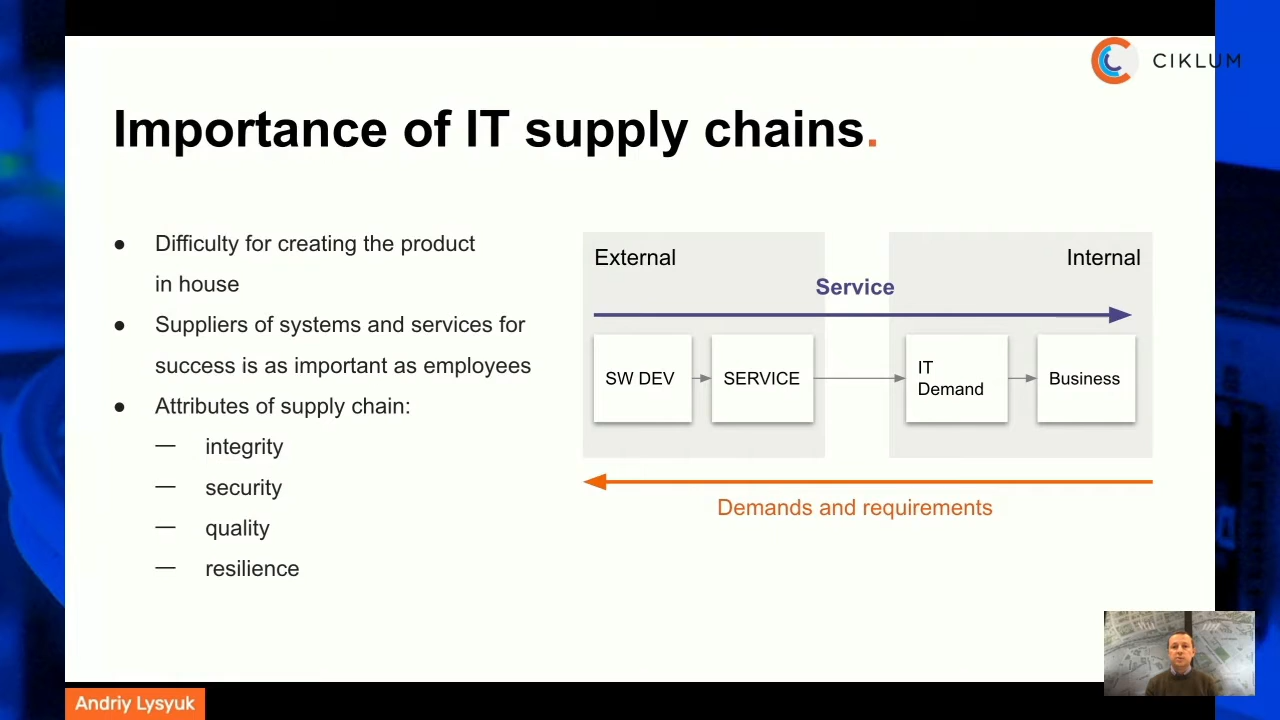 CIKLUM
Importance of IT supply chains.
● Difficulty for creating the product
in house
● Suppliers of systems and services for
success is as important as employees
● Attributes of supply chain:
— integrity
— security
— quality
— resilience
External
Internal
Service
SW DEV
SERVICE
IT
Demand
Business
Demands and requirements
Andriy Lysyuk